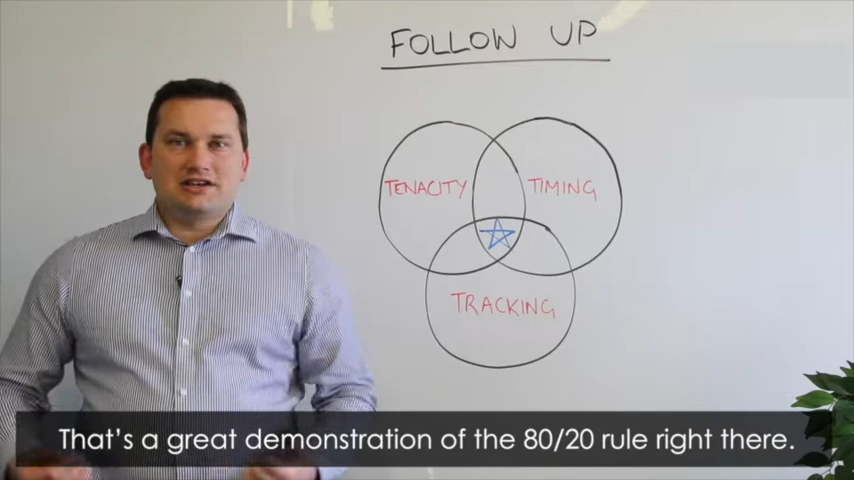 FOLLOW UP
TENACITY
TIMING
TRACKING
That's a great demonstration of the 80/20 rule right there.